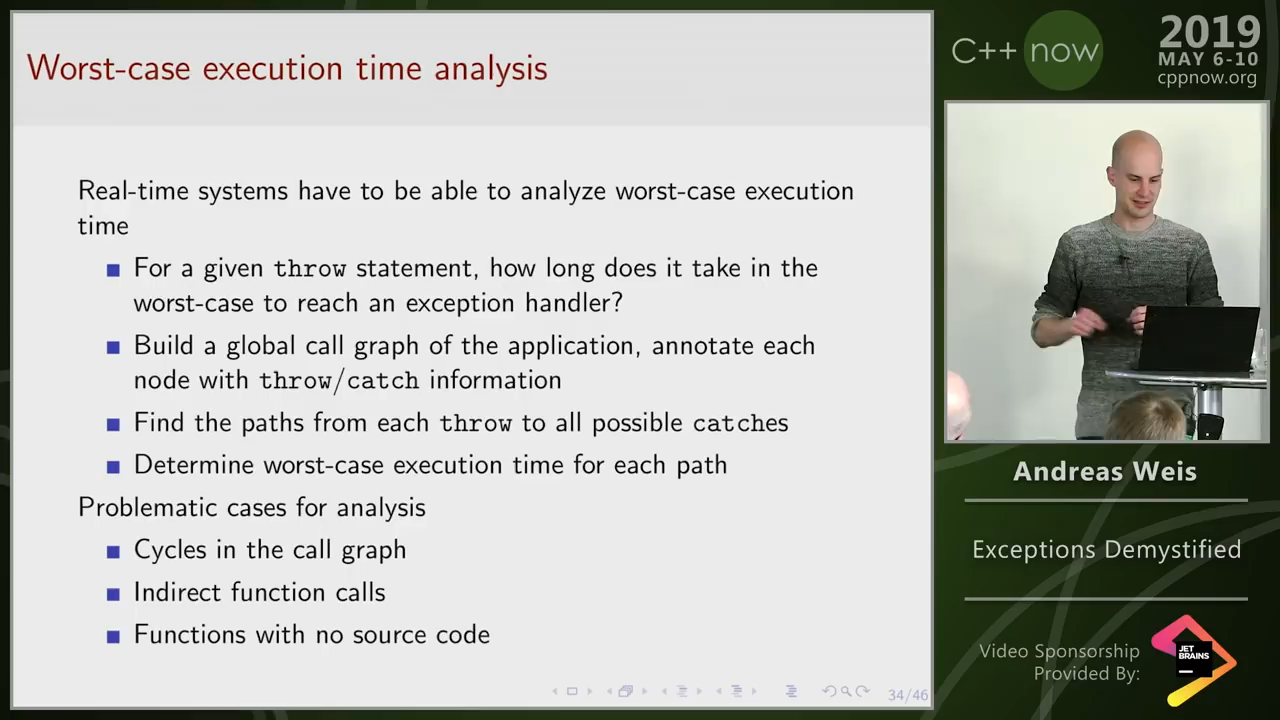 Worst-case execution time analysis
Real-time systems have to be able to analyze worst-case execution
time
For a given throw statement, how long does it take in the
worst-case to reach an exception handler?
Build a global call graph of the application, annotate each
node with throw/catch information
Find the paths from each throw to all possible catches
Determine worst-case execution time for each path
Problematic cases for analysis
Cycles in the call graph
Indirect function calls
Functions with no source code
34/46
C++ now
2019
MAY 6-10
cppnow.org
Andreas Weis
Exceptions Demystified
Video Sponsorship
Provided By:
JET
BRAINS